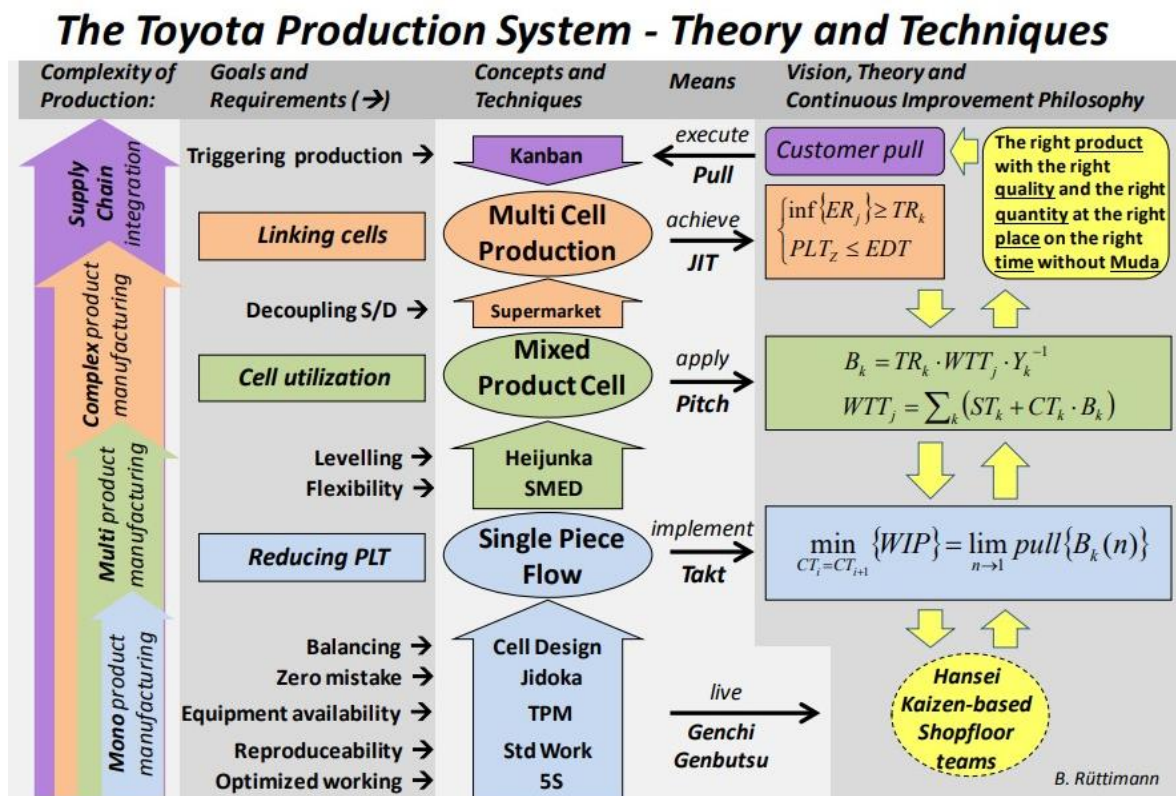 The Toyota Production System - Theory and Techniques
Complexity of
Production:
Goals and
Requirements (→)
Concepts and
Techniques
Means
Vision, Theory and
Continuous Improvement Philosophy
Supply
Chain
integration
Complex product
manufacturing
Multi product
manufacturing
Mono product
manufacturing
Triggering production →
Kanban
execute
Pull
Customer pull
The right product
with the right
quality and the right
quantity at the right
place on the right
time without Muda
Linking cells
Multi Cell
Production
achieve
JIT
inf{ER_j} ≥ TR_k
PLT_Z ≤ EDT
Decoupling S/D →
Supermarket
Cell utilization
Mixed
Product Cell
apply
Pitch
B_k = TR_k · WTT_j · Y_k^{-1}
WTT_j = ∑_k (ST_k + CT_k · B_k)
Levelling →
Flexibility →
Heijunka
SMED
Reducing PLT
Single Piece
Flow
implement
Takt
min_{CT_i=CT_{i+1}} {WIP} = lim_{n→1} pull{B_k(n)}
Balancing →
Cell Design
Zero mistake →
Jidoka
Equipment availability →
TPM
Reproduceability →
Std Work
Optimized working →
5S
live
Genchi
Genbutsu
Hansei
Kaizen-based
Shopfloor
teams
B. Rüttimann